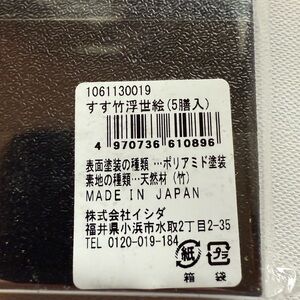 1061130019
すす竹浮世絵(5膳入)
4 970736 610896
表面塗装の種類 …ポリアミド塗装
素地の種類…天然材(竹)
MADE IN JAPAN
株式会社イシダ
福井県小浜市水取2丁目2-35
TEL 0120-019-184
紙 プラ
箱 袋